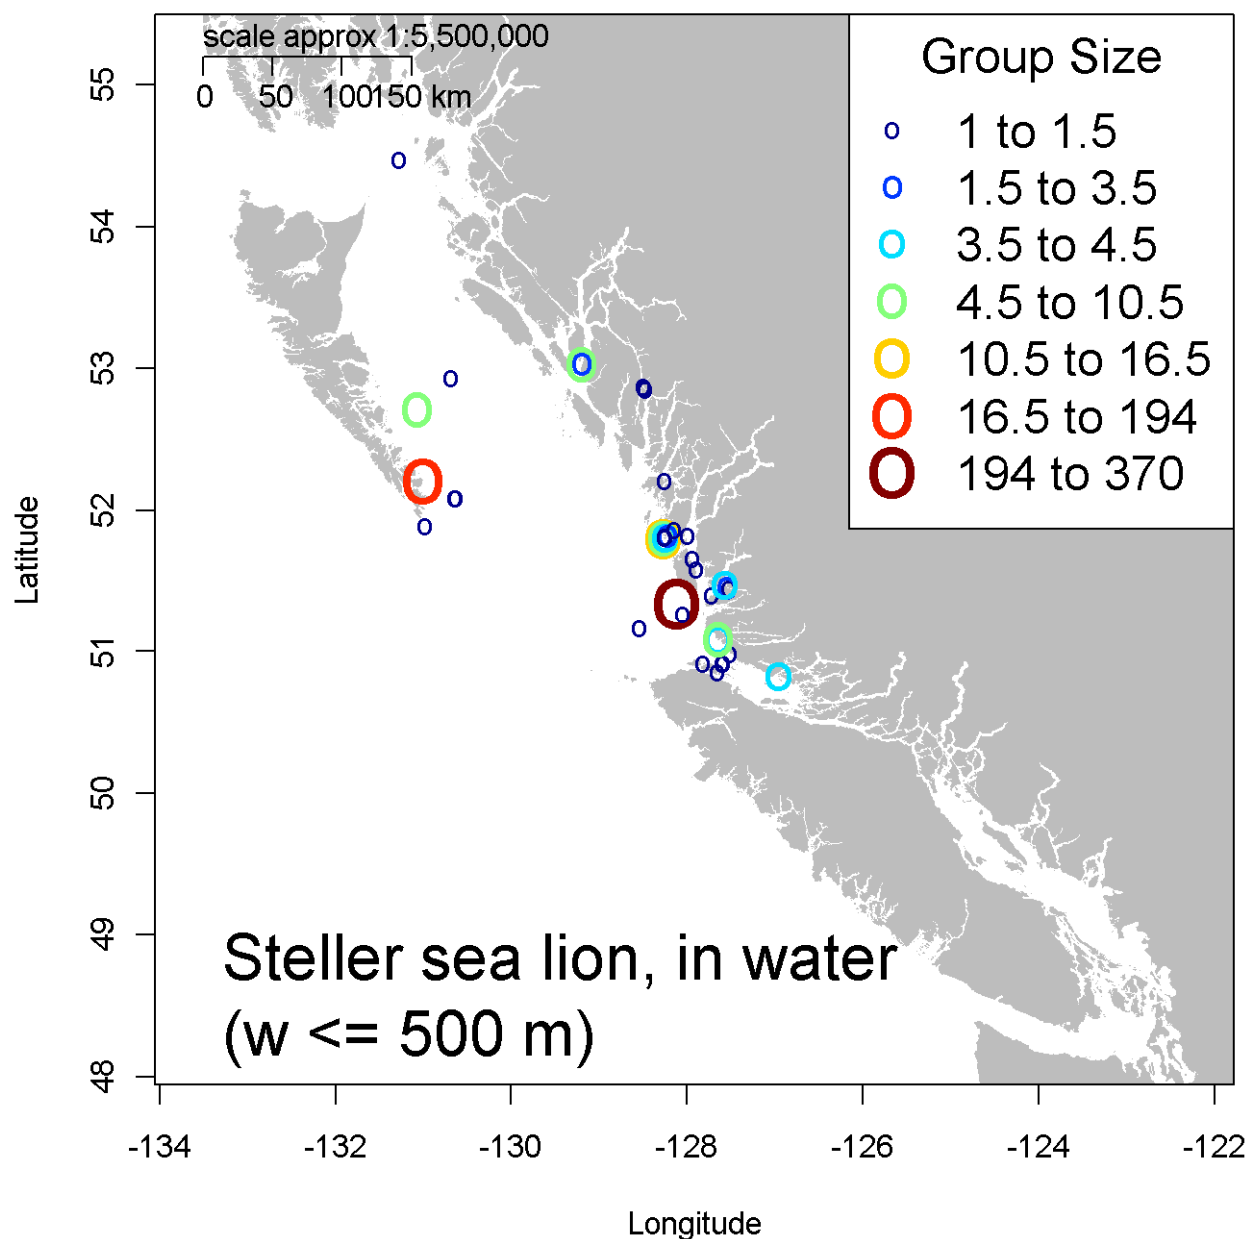 scale approx 1:5,500,000
0 50 100150 km
Group Size
1 to 1.5
1.5 to 3.5
3.5 to 4.5
4.5 to 10.5
10.5 to 16.5
16.5 to 194
194 to 370
55
54
53
52
51
50
49
48
Latitude
Steller sea lion, in water
(w <= 500 m)
-134 -132 -130 -128 -126 -124 -122
Longitude